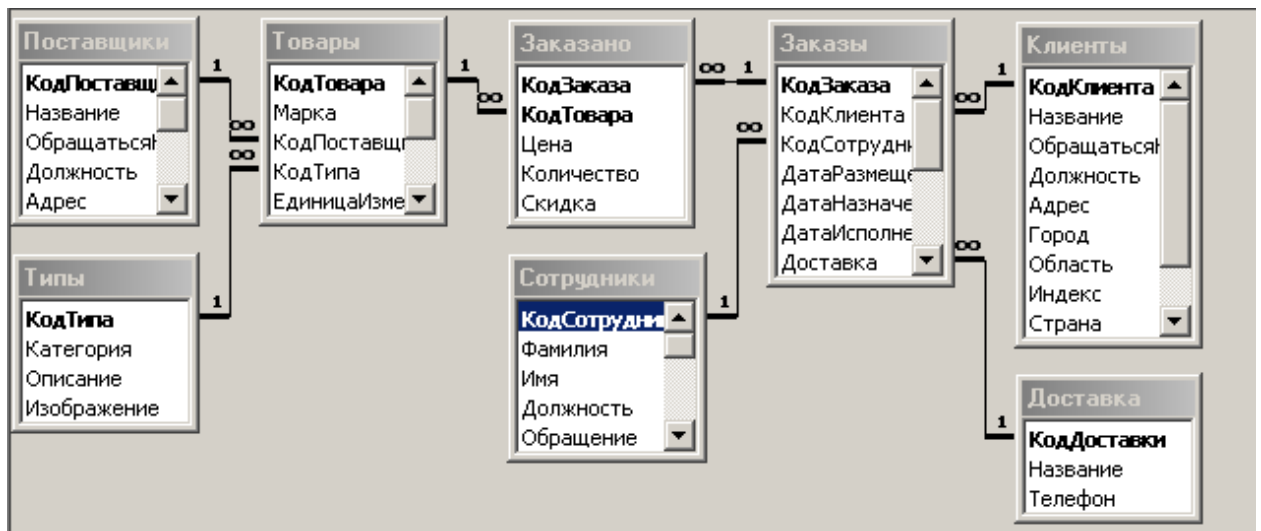 Поставщики
КодПоставщ
Название
Обращаться
Должность
Адрес
Товары
КодТовара
Марка
КодПоставщ
КодТипа
ЕдиницаИзме
Заказано
КодЗаказа
КодТовара
Цена
Количество
Скидка
Заказы
КодЗаказа
КодКлиента
КодСотрудн
ДатаРазмеще
ДатаНазначе
ДатаИсполне
Доставка
Клиенты
КодКлиента
Название
Обращаться
Должность
Адрес
Город
Область
Индекс
Страна
Типы
КодТипа
Категория
Описание
Изображение
Сотрудники
КодСотрудни
Фамилия
Имя
Должность
Обращение
Доставка
КодДоставки
Название
Телефон
1
∞
∞
1
1
∞
∞
1
∞
1
∞
1
∞
1